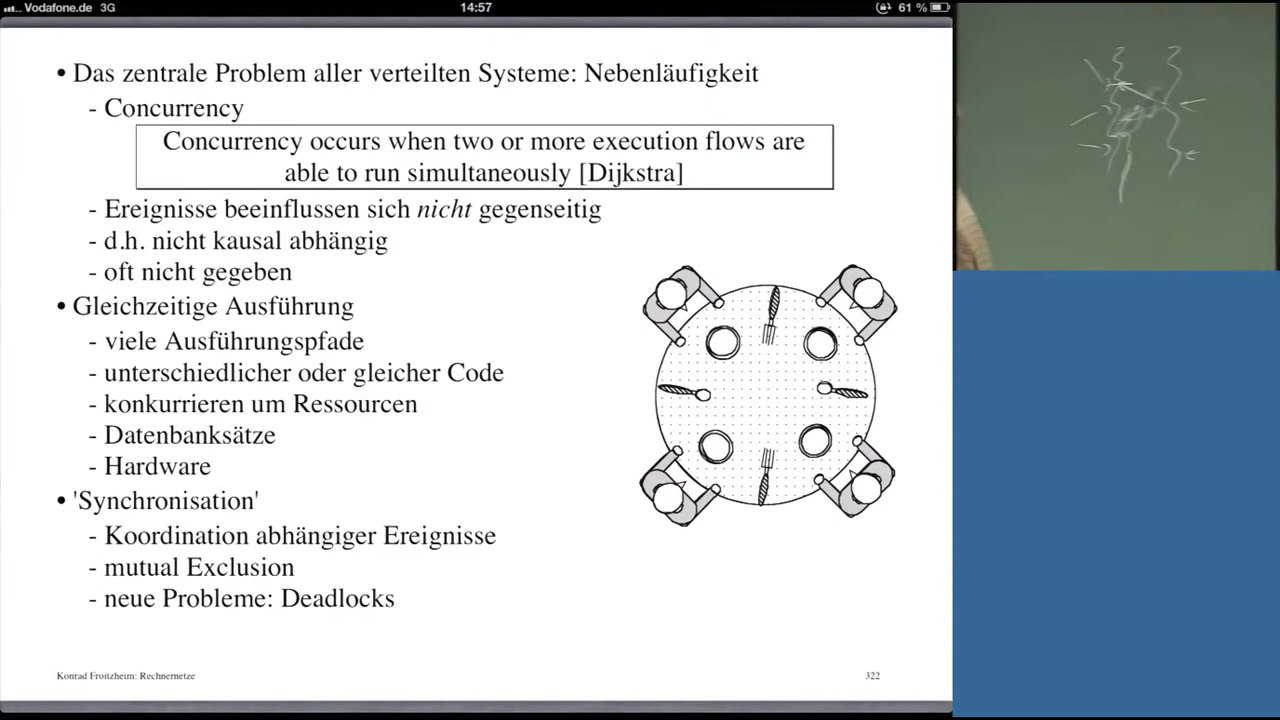 Vodafone.de 3G 14:57 61 %
• Das zentrale Problem aller verteilten Systeme: Nebenläufigkeit
- Concurrency
Concurrency occurs when two or more execution flows are
able to run simultaneously [Dijkstra]
- Ereignisse beeinflussen sich nicht gegenseitig
- d.h. nicht kausal abhängig
- oft nicht gegeben
• Gleichzeitige Ausführung
- viele Ausführungspfade
- unterschiedlicher oder gleicher Code
- konkurrieren um Ressourcen
- Datenbanksätze
- Hardware
• 'Synchronisation'
- Koordination abhängiger Ereignisse
- mutual Exclusion
- neue Probleme: Deadlocks
Konrad Froitzheim: Rechnernetze 322